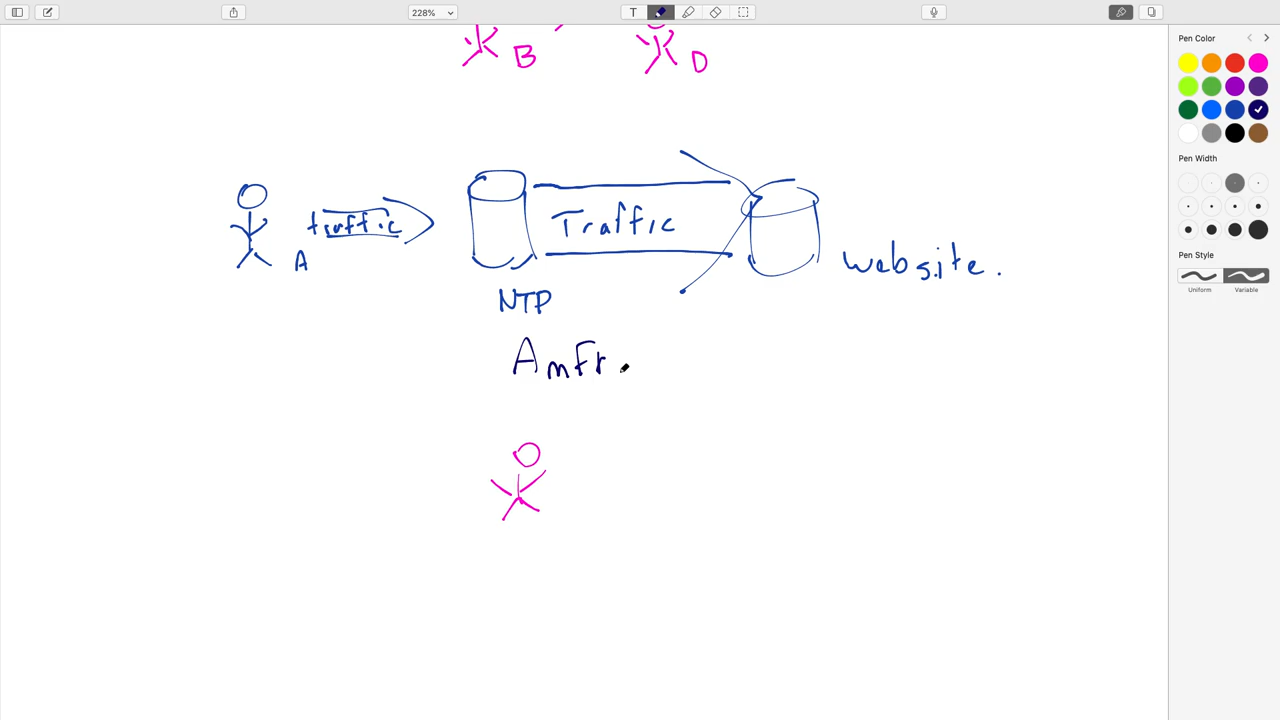 228%
T
Pen Color
B
D
Pen Width
traffic
Traffic
A
website.
Pen Style
Uniform
Variable
NTP
AmFr